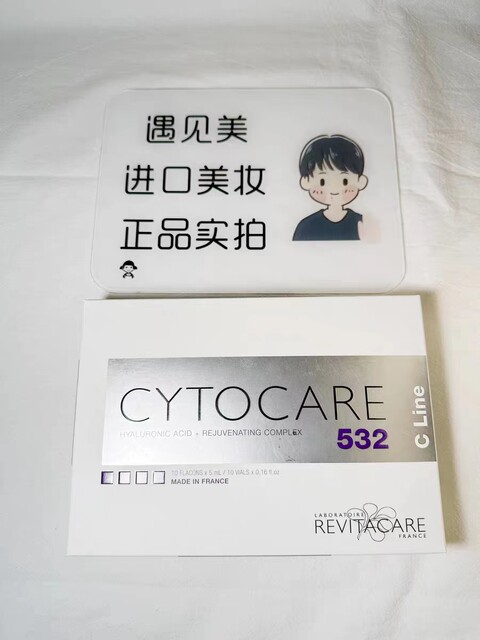 遇见美
进口美妆
正品实拍
CYTOCARE
HYALURONIC ACID + REJUVENATING COMPLEX
532
C Line
10 FLACONS x 5 mL / 10 VIALS x 0.16 fl.oz
MADE IN FRANCE
LABORATOIRE
REVITACARE
FRANCE